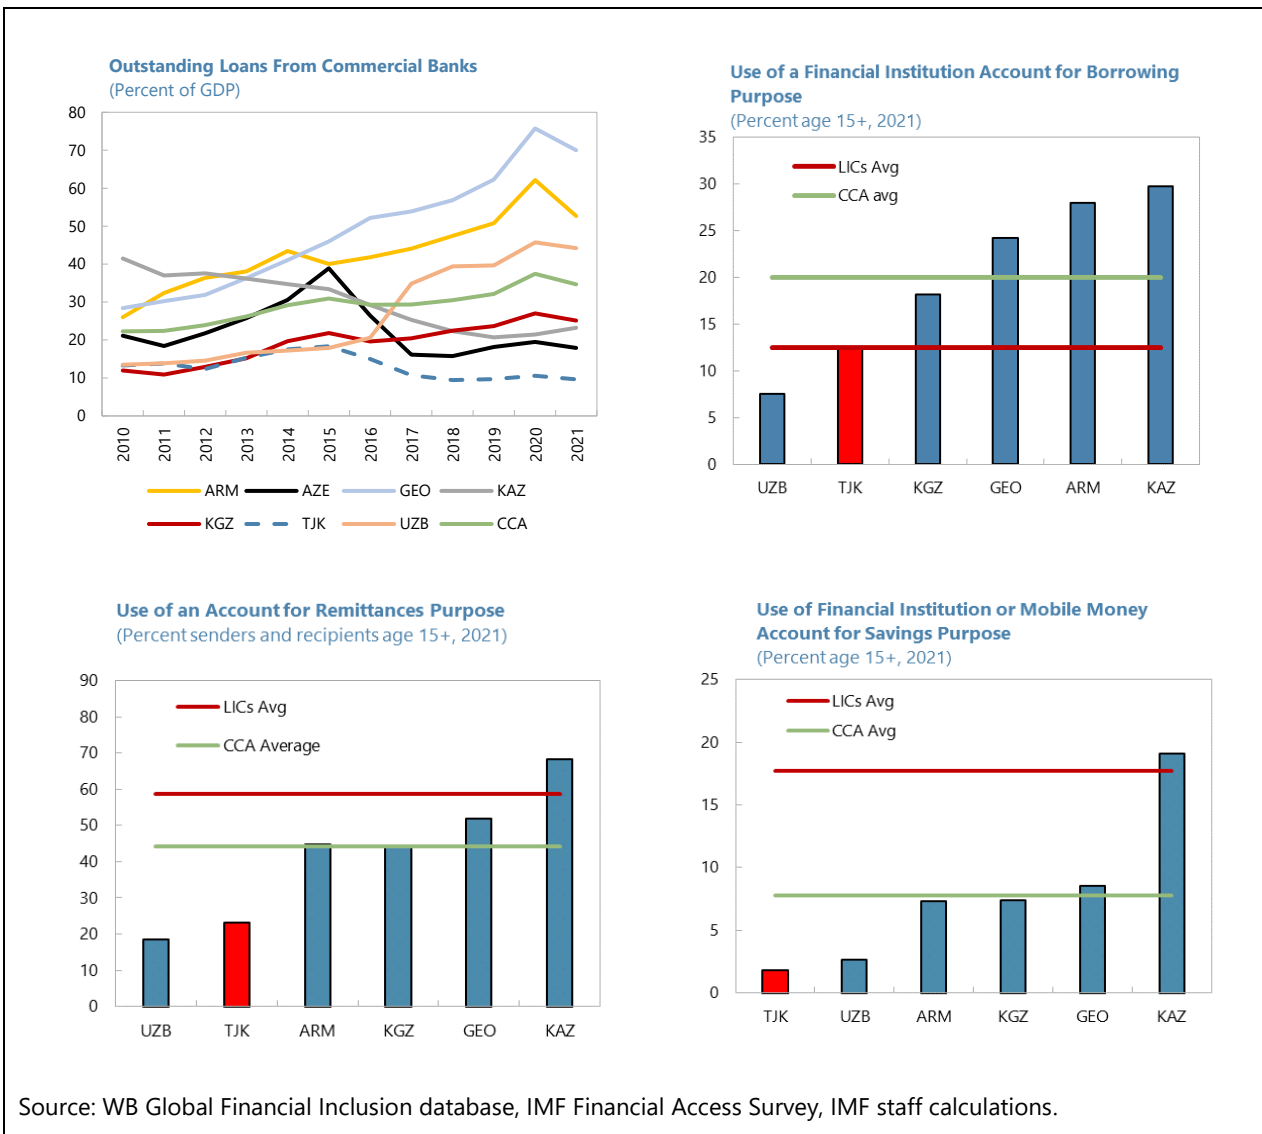 Outstanding Loans From Commercial Banks
(Percent of GDP)
80
70
60
50
40
30
20
10
0
2010
2011
2012
2013
2014
2015
2016
2017
2018
2019
2020
2021
ARM
AZE
GEO
KAZ
KGZ
TJK
UZB
CCA
Use of a Financial Institution Account for Borrowing
Purpose
(Percent age 15+, 2021)
35
30
25
20
15
10
5
0
LICs Avg
CCA avg
UZB
TJK
KGZ
GEO
ARM
KAZ
Use of an Account for Remittances Purpose
(Percent senders and recipients age 15+, 2021)
90
80
70
60
50
40
30
20
10
0
LICs Avg
CCA Average
UZB
TJK
ARM
KGZ
GEO
KAZ
Use of Financial Institution or Mobile Money
Account for Savings Purpose
(Percent age 15+, 2021)
25
20
15
10
5
0
LICs Avg
CCA Avg
TJK
UZB
ARM
KGZ
GEO
KAZ
Source: WB Global Financial Inclusion database, IMF Financial Access Survey, IMF staff calculations.